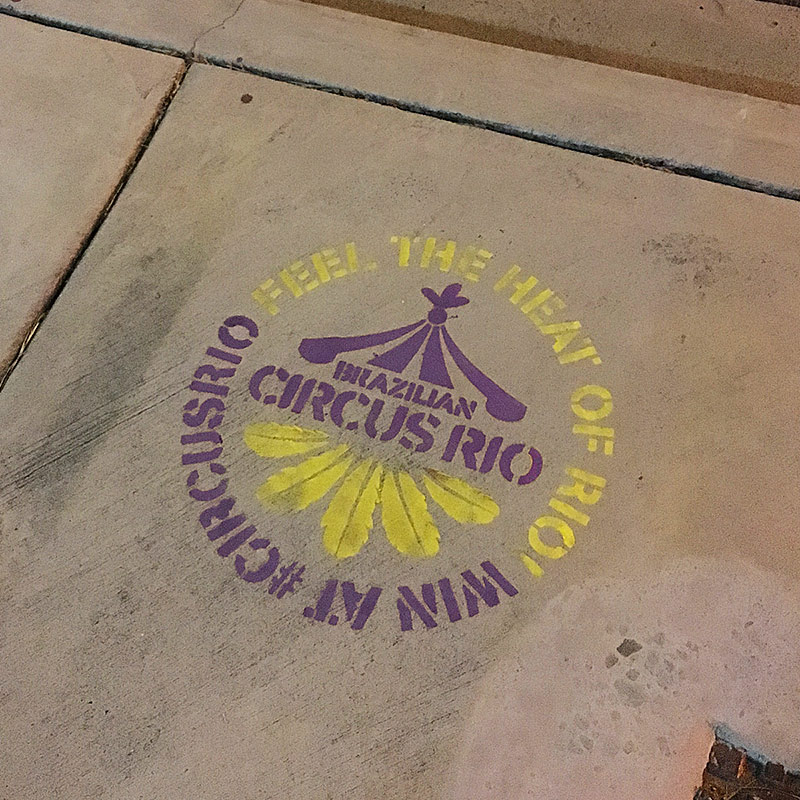 FEEL THE HEAT OF RIO!
BRAZILIAN
CIRCUS RIO
WIN AT #CIRCUSRIO